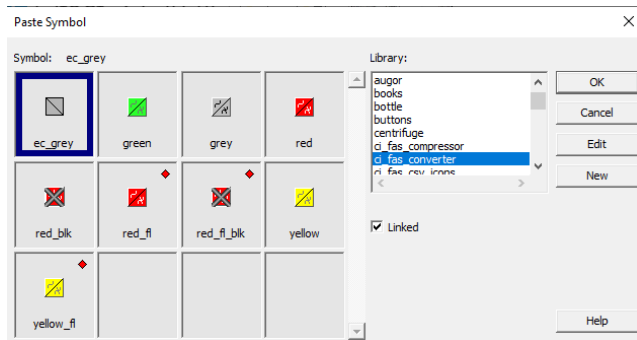 Paste Symbol
Symbol: ec_grey
Library:
ec_grey
green
grey
red
red_blk
red_fl
red_fl_blk
yellow
yellow_fl
augor
books
bottle
buttons
centrifuge
ci_fas_compressor
ci_fas_converter
ci_fas_csv_icons
Linked
OK
Cancel
Edit
New
Help